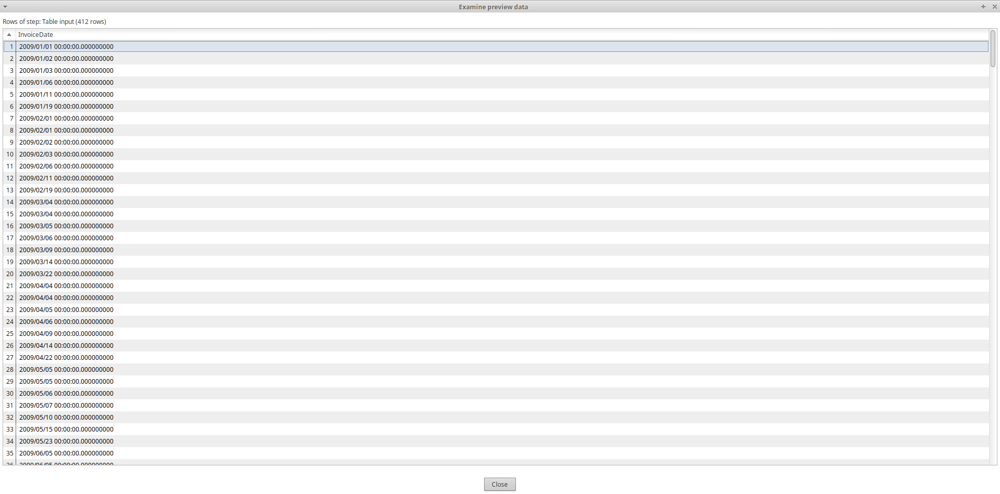 Examine preview data
Rows of step: Table input (412 rows)
InvoiceDate
1 2009/01/01 00:00:00.000000000
2 2009/01/02 00:00:00.000000000
3 2009/01/03 00:00:00.000000000
4 2009/01/06 00:00:00.000000000
5 2009/01/11 00:00:00.000000000
6 2009/01/19 00:00:00.000000000
7 2009/02/01 00:00:00.000000000
8 2009/02/01 00:00:00.000000000
9 2009/02/02 00:00:00.000000000
10 2009/02/03 00:00:00.000000000
11 2009/02/06 00:00:00.000000000
12 2009/02/11 00:00:00.000000000
13 2009/02/19 00:00:00.000000000
14 2009/03/04 00:00:00.000000000
15 2009/03/04 00:00:00.000000000
16 2009/03/05 00:00:00.000000000
17 2009/03/06 00:00:00.000000000
18 2009/03/09 00:00:00.000000000
19 2009/03/14 00:00:00.000000000
20 2009/03/22 00:00:00.000000000
21 2009/04/04 00:00:00.000000000
22 2009/04/04 00:00:00.000000000
23 2009/04/05 00:00:00.000000000
24 2009/04/06 00:00:00.000000000
25 2009/04/09 00:00:00.000000000
26 2009/04/14 00:00:00.000000000
27 2009/04/22 00:00:00.000000000
28 2009/05/05 00:00:00.000000000
29 2009/05/05 00:00:00.000000000
30 2009/05/06 00:00:00.000000000
31 2009/05/07 00:00:00.000000000
32 2009/05/10 00:00:00.000000000
33 2009/05/15 00:00:00.000000000
34 2009/05/23 00:00:00.000000000
35 2009/06/05 00:00:00.000000000
36 2009/06/05 00:00:00.000000000
Close